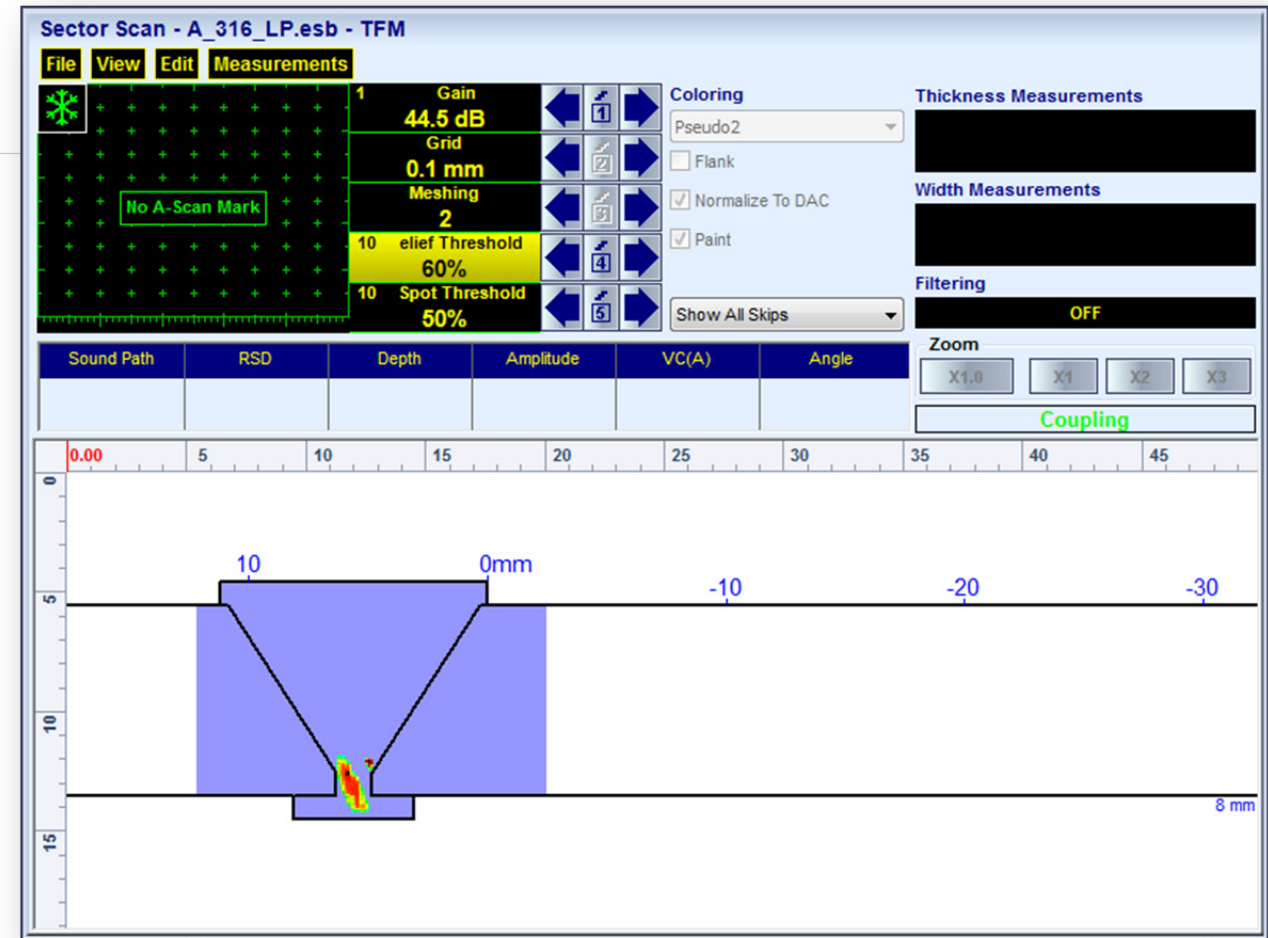 Sector Scan - A_316_LP.esb - TFM
File View Edit Measurements
No A-Scan Mark
1 Gain
44.5 dB
1
Grid
0.1 mm
2
Meshing
2
3
10 elief Threshold
60%
4
10 Spot Threshold
50%
5
Coloring
Pseudo2
Flank
Normalize To DAC
Paint
Show All Skips
Thickness Measurements
Width Measurements
Filtering
OFF
Zoom
X1.0 X1 X2 X3
Coupling
Sound Path RSD Depth Amplitude VC(A) Angle
0.00 5 10 15 20 25 30 35 40 45
0
5
10
15
10 0mm -10 -20 -30
8 mm